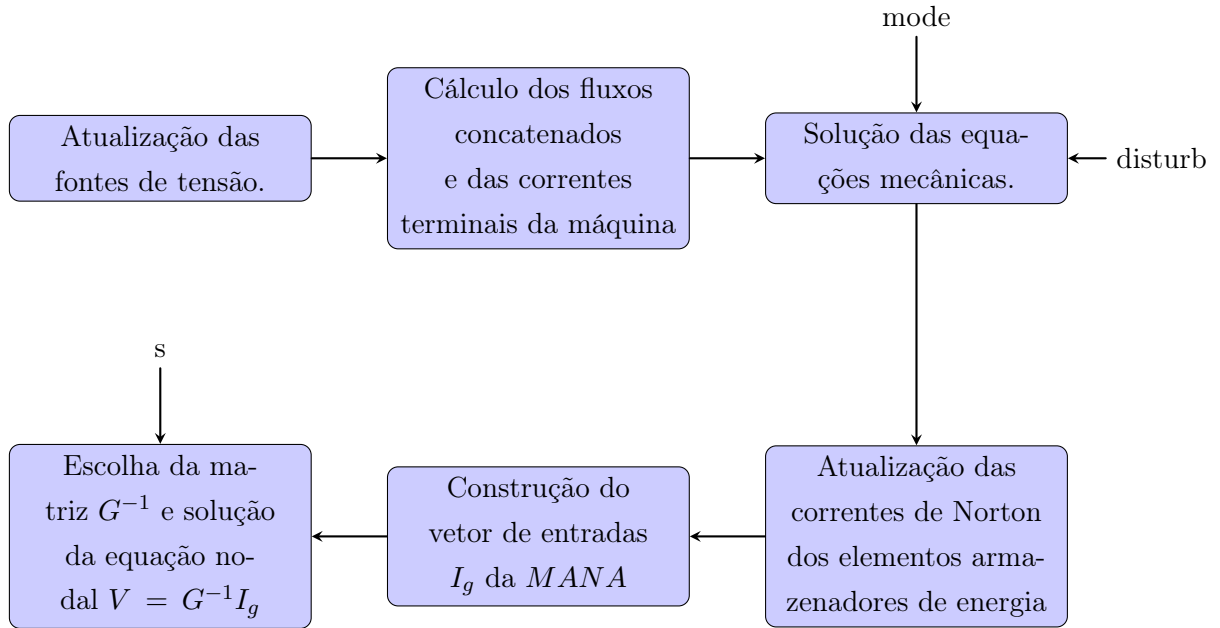 mode
Atualização das
fontes de tensão.
Cálculo dos fluxos
concatenados
e das correntes
terminais da máquina
Solução das equa-
ções mecânicas.
disturb
s
Escolha da ma-
triz $G^{-1}$ e solução
da equação no-
dal $V = G^{-1}I_g$
Construção do
vetor de entradas
$I_g$ da $MANA$
Atualização das
correntes de Norton
dos elementos arma-
zenadores de energia